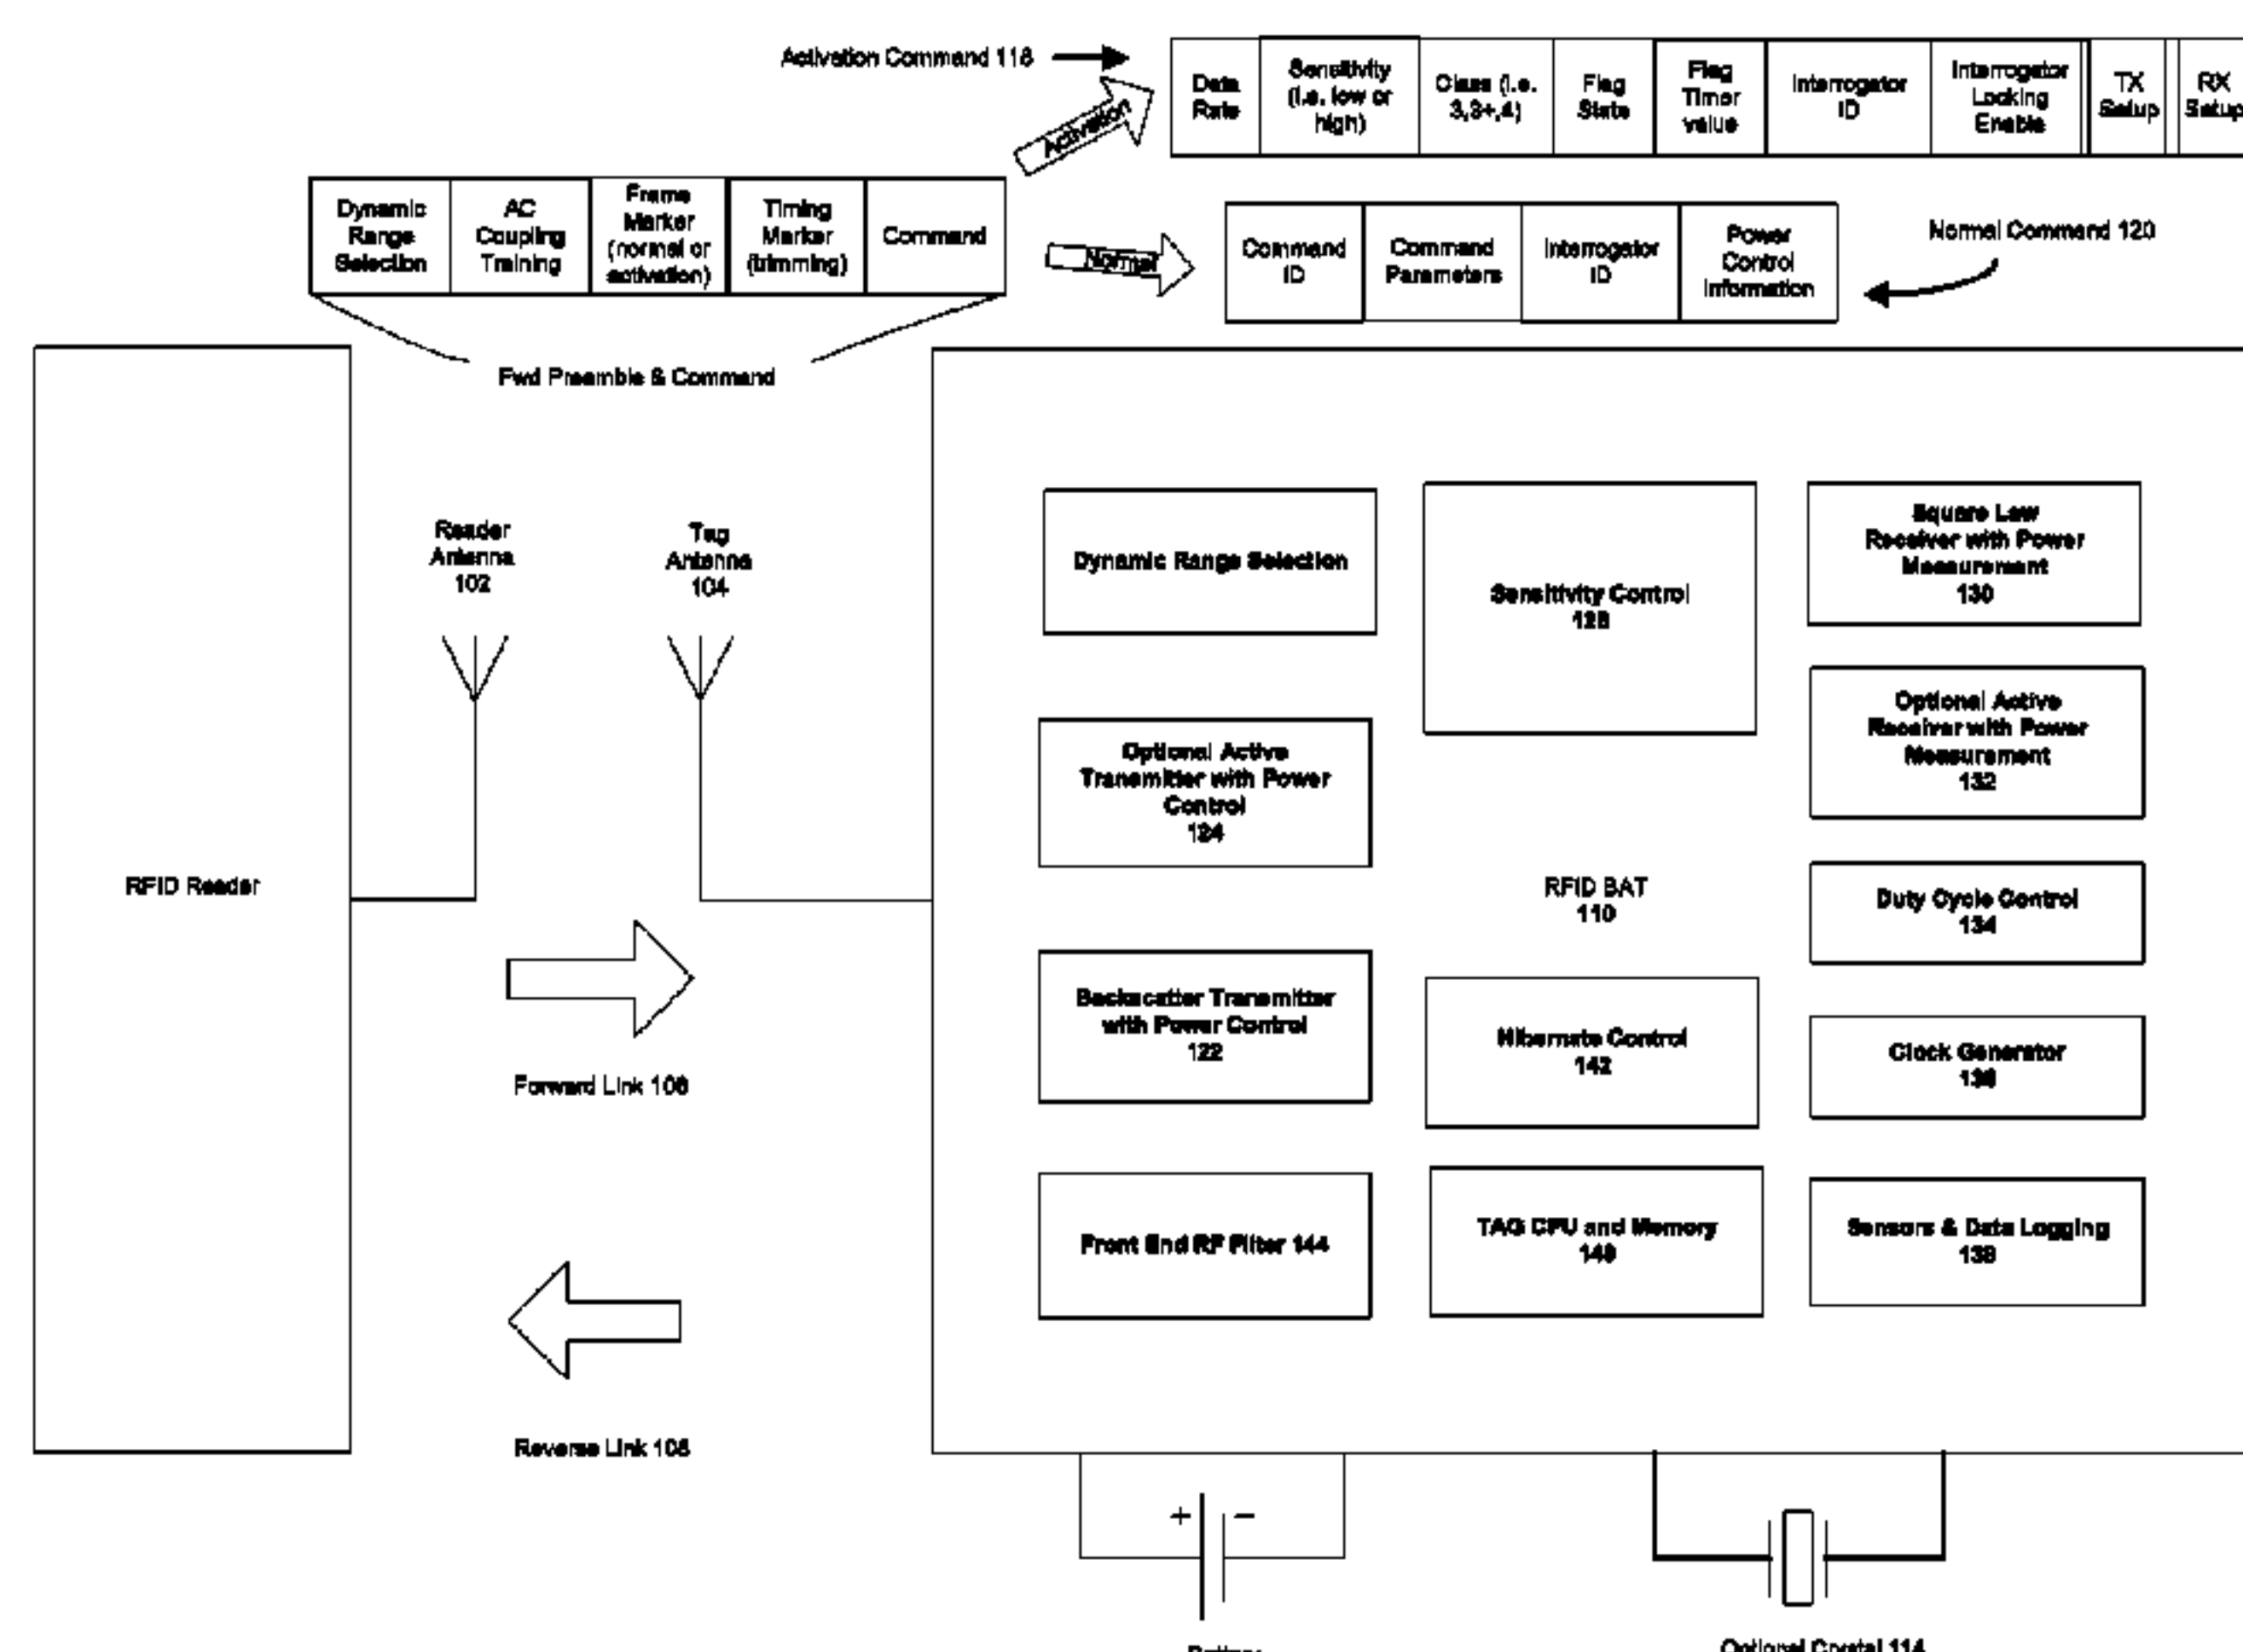 Activation Command 118
Activation
Data
Rate
Sensitivity
(i.e. low or
high)
Class (i.e.
3,3+,4)
Flag
State
Flag
Timer
value
Interrogator
ID
Interrogator
Locking
Enable
TX
Setup
RX
Setup
Dynamic
Range
Selection
AC
Coupling
Training
Frame
Marker
(normal or
activation)
Timing
Marker
(trimming)
Command
Normal
Command
ID
Command
Parameters
Interrogator
ID
Power
Control
Information
Normal Command 120
Fwd Preamble & Command
RFID Reader
Reader
Antenna
102
Tag
Antenna
104
Forward Link 106
Reverse Link 108
Dynamic Range Selection
Sensitivity Control
128
Square Law
Receiver with Power
Measurement
130
Optional Active
Transmitter with Power
Control
124
Optional Active
Receiver with Power
Measurement
132
RFID BAT
110
Duty Cycle Control
134
Backscatter Transmitter
with Power Control
122
Hibernate Control
142
Clock Generator
Front End RF Filter 144
TAG CPU and Memory
140
Sensors & Data Logging
138
+
−
Battery
Optional Crystal 114